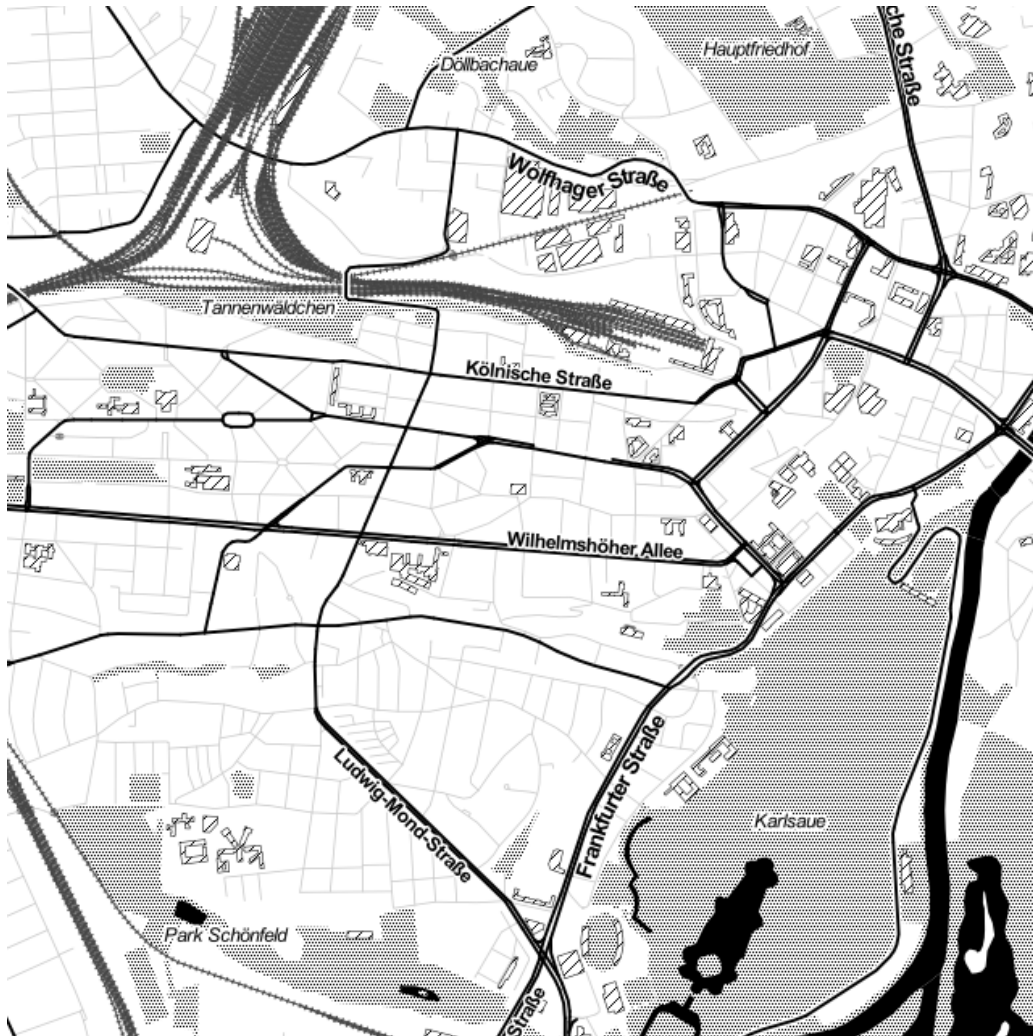 che Straße
Hauptfriedhof
Döllbachaue
Wolfhager Straße
Tannenwäldchen
Kölnische Straße
Wilhelmshöher Allee
Ludwig-Mond-Straße
Frankfurter Straße
Karlsaue
Park Schönfeld
Straße